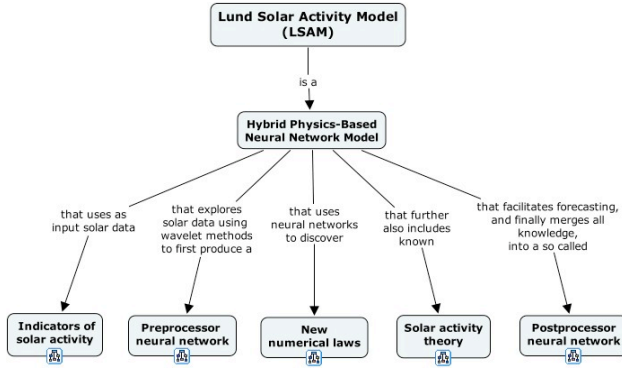 Lund Solar Activity Model
(LSAM)
is a
Hybrid Physics-Based
Neural Network Model
that uses as
input solar data
that explores
solar data using
wavelet methods
to first produce a
that uses
neural networks
to discover
that further
also includes
known
that facilitates forecasting,
and finally merges all
knowledge,
into a so called
Indicators of
solar activity
Preprocessor
neural network
New
numerical laws
Solar activity
theory
Postprocessor
neural network